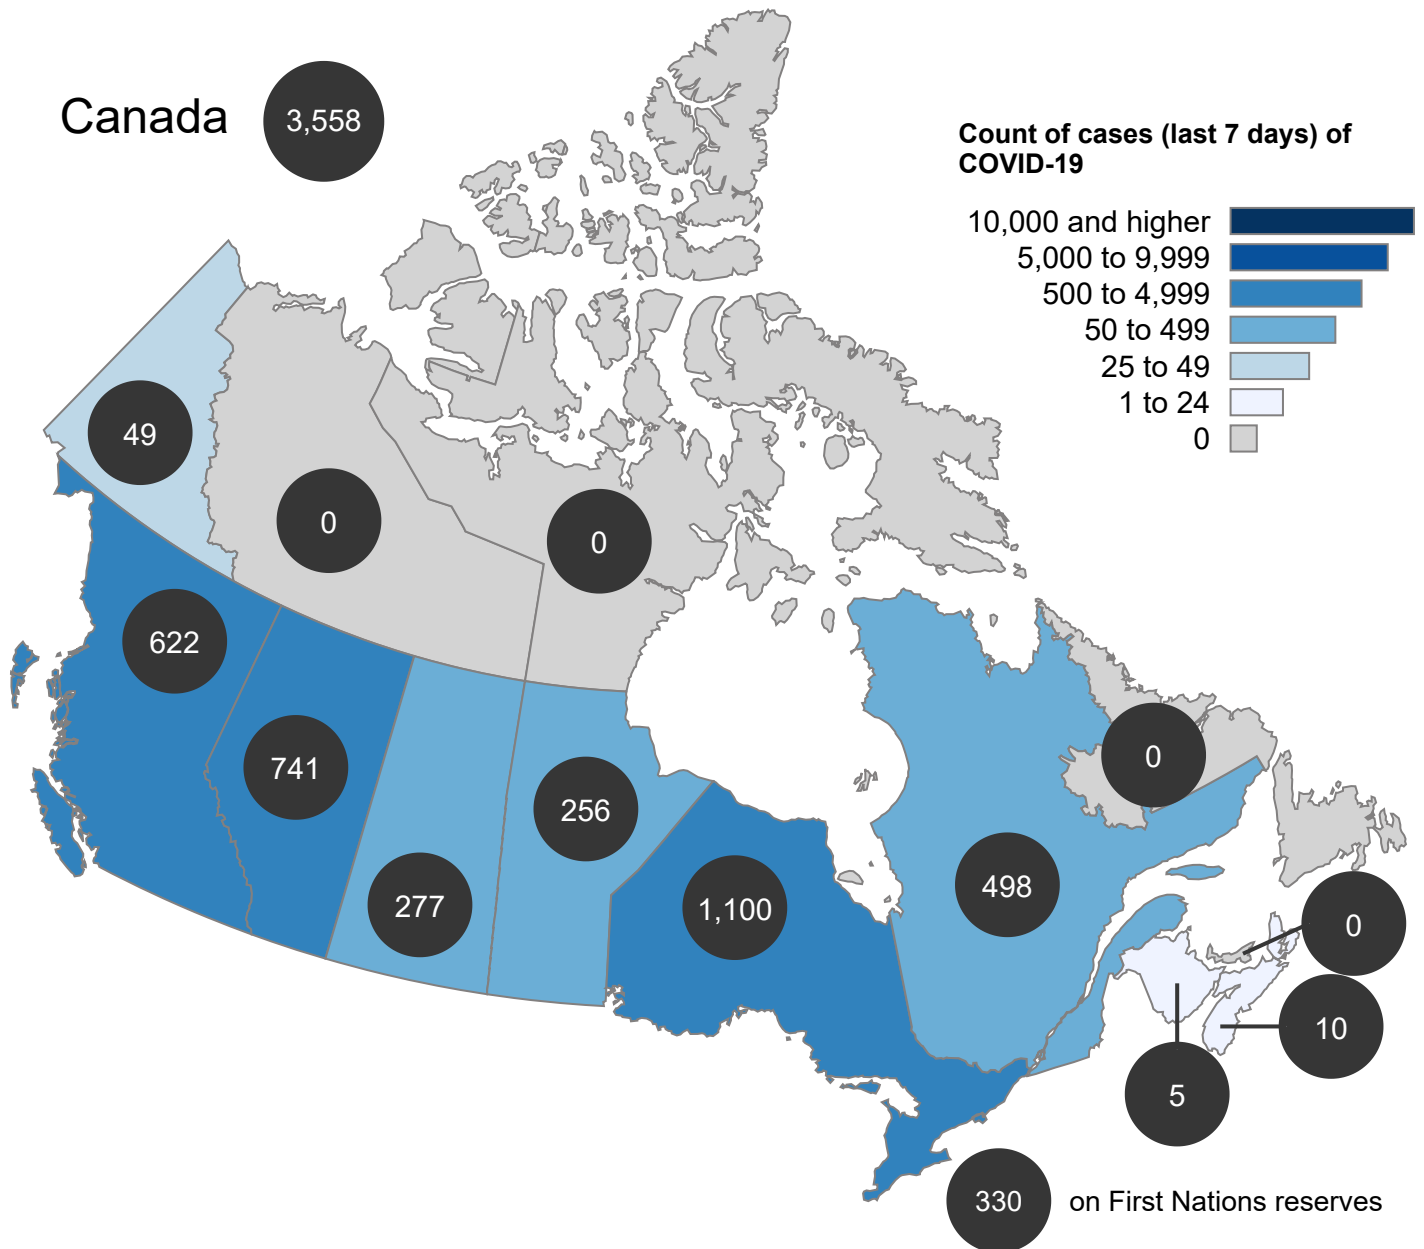 Canada 3,558
Count of cases (last 7 days) of
COVID-19
10,000 and higher
5,000 to 9,999
500 to 4,999
50 to 499
25 to 49
1 to 24
0
49
0
0
622
741
277
256
1,100
498
0
0
10
5
330 on First Nations reserves